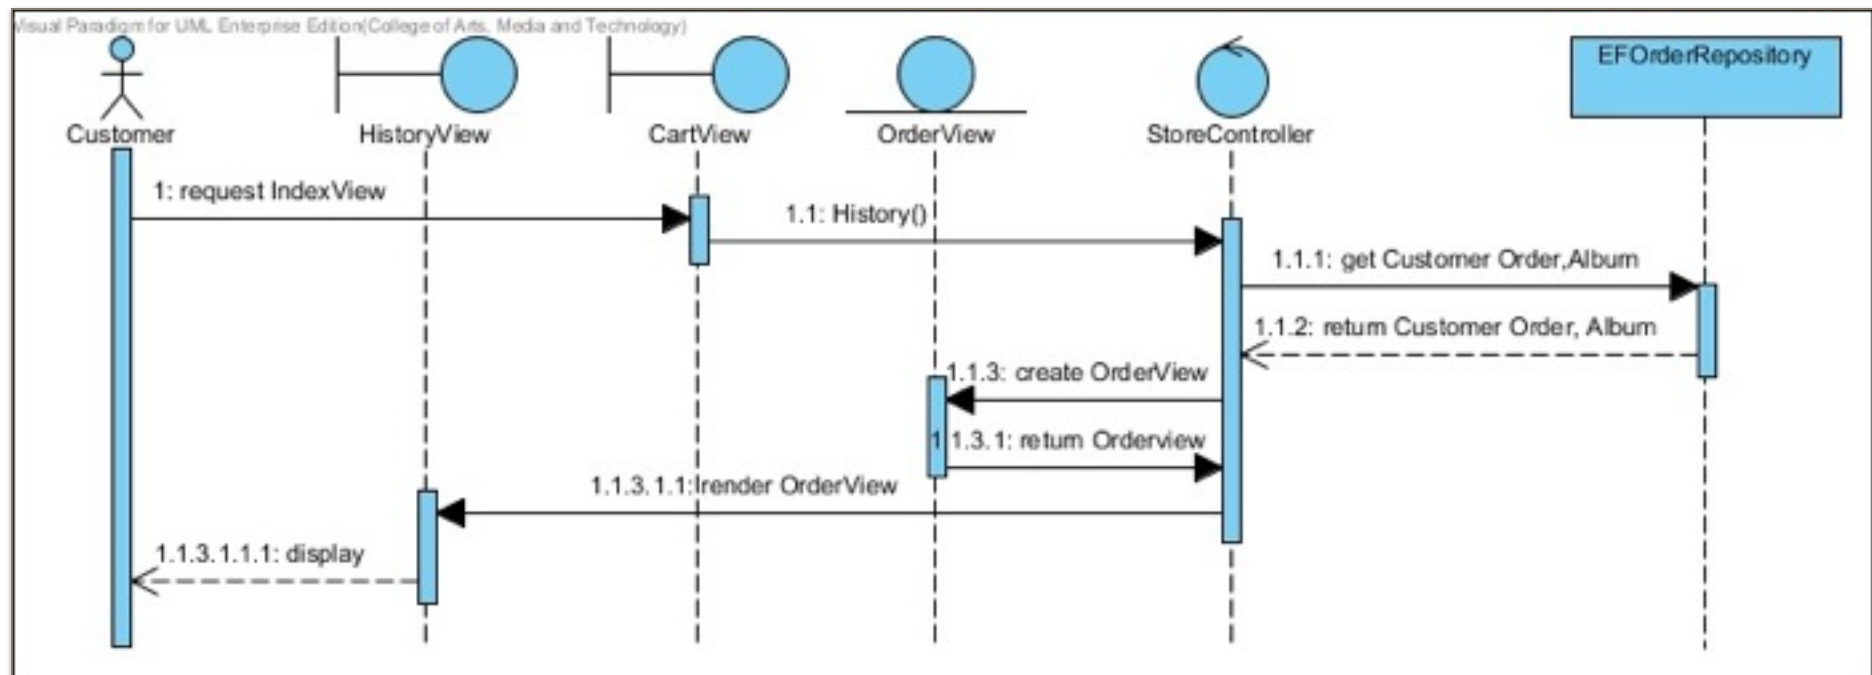 Visual Paradigm for UML Enterprise Edition(College of Arts, Media and Technology)
EFOrderRepository
Customer
HistoryView
CartView
OrderView
StoreController
1: request IndexView
1.1: History()
1.1.1: get Customer Order,Album
1.1.2: return Customer Order, Album
1.1.3: create OrderView
1.1.3.1: return Orderview
1.1.3.1.1: render OrderView
1.1.3.1.1.1: display